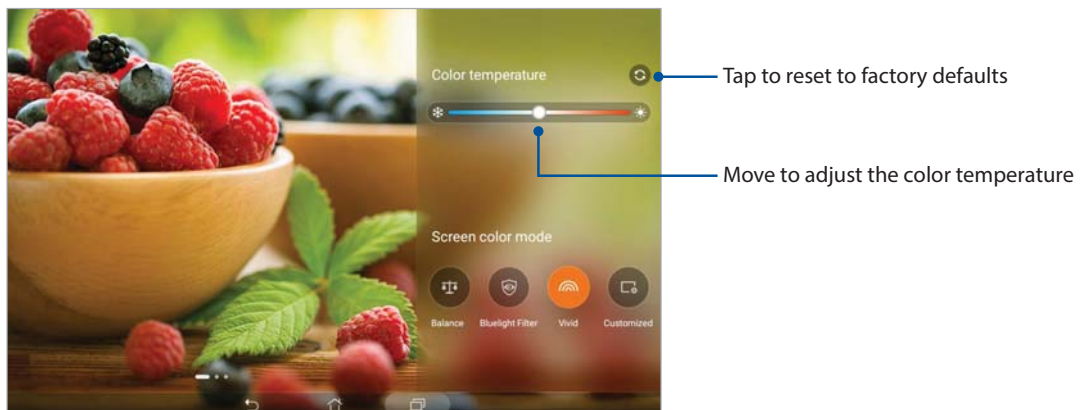 Color temperature
Tap to reset to factory defaults
Move to adjust the color temperature
Screen color mode
Balance
Bluelight Filter
Vivid
Customized